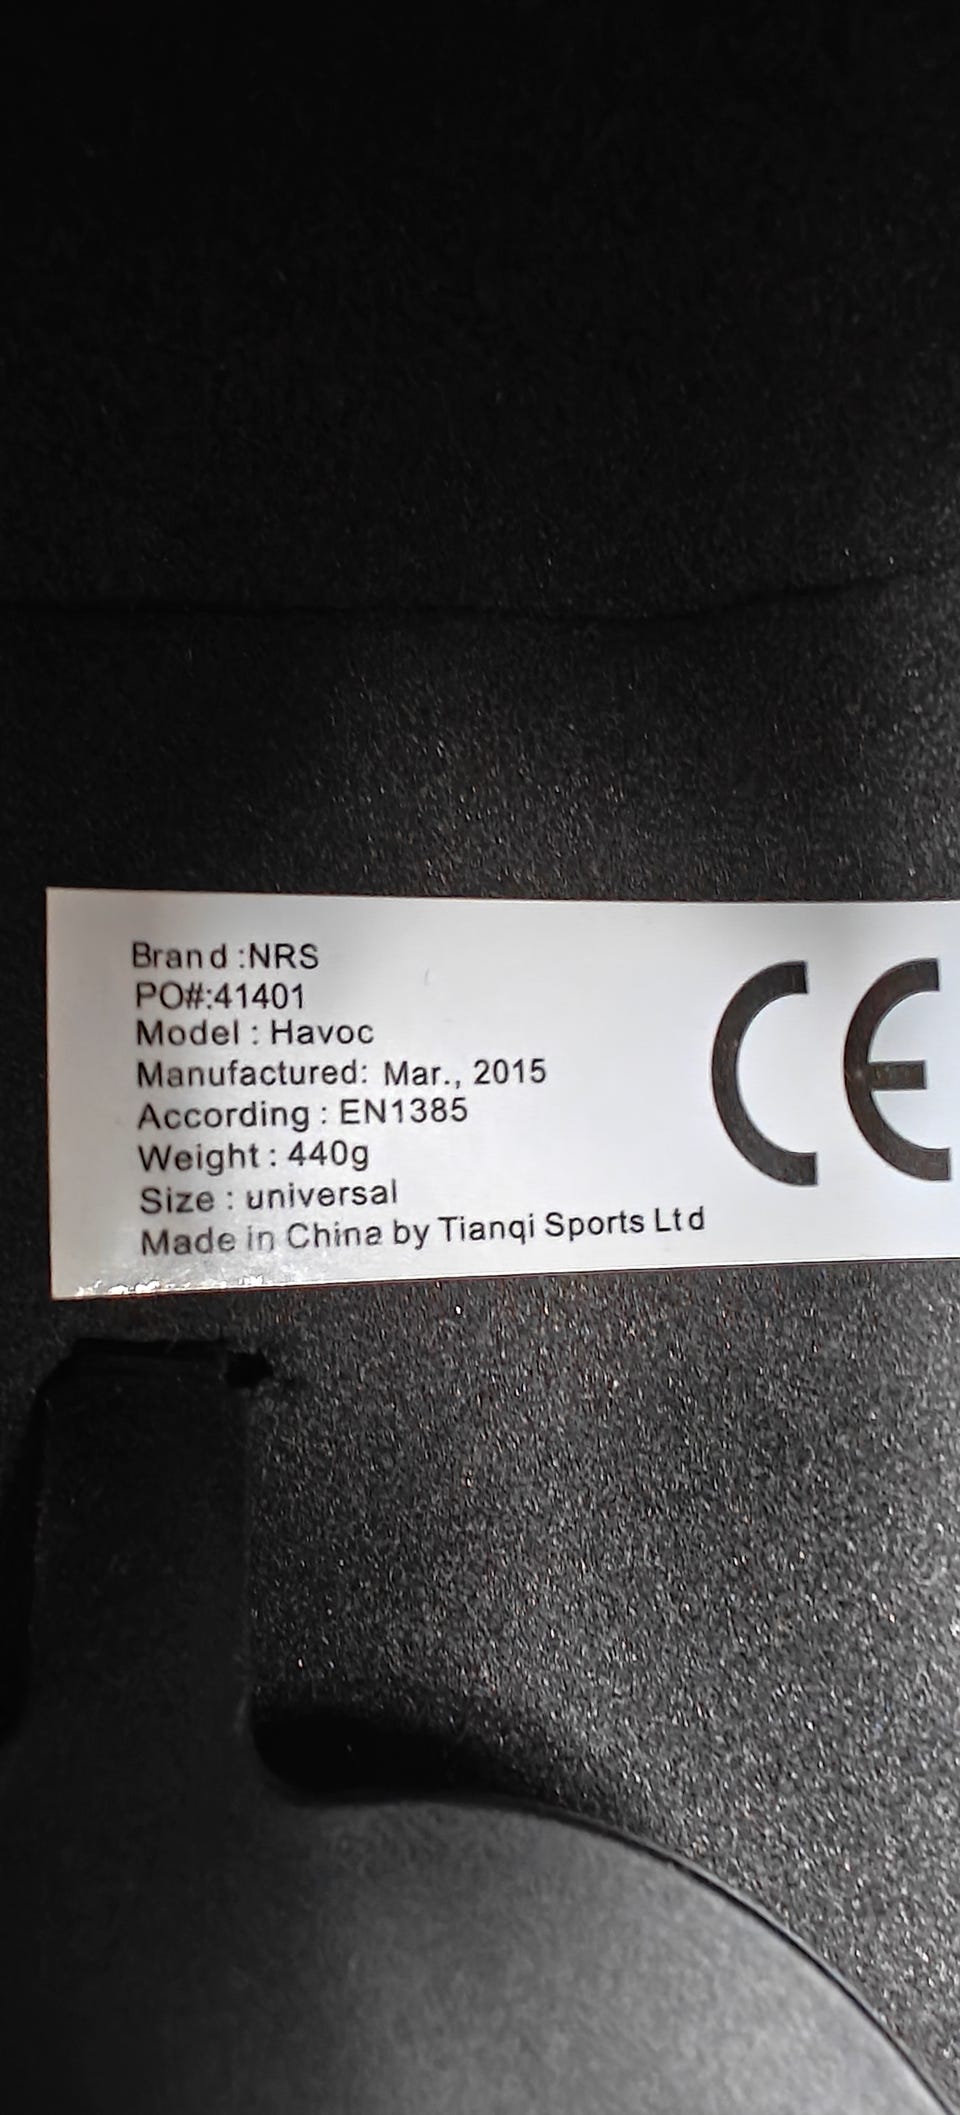 Brand :NRS
PO#:41401
Model : Havoc
Manufactured: Mar., 2015
According : EN1385
Weight : 440g
Size : universal
Made in China by Tianqi Sports Ltd
CE